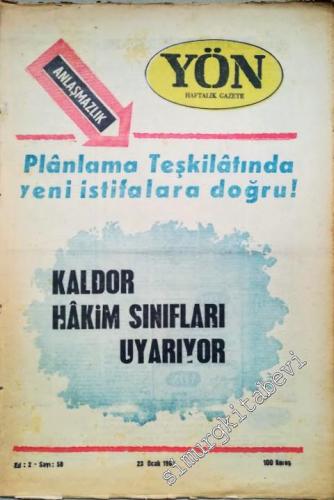 ANLAŞMAZLIK
YÖN
HAFTALIK GAZETE
Plânlama Teşkilâtında
yeni istifalara doğru!
KALDOR
HÂKİM SINIFLARI
UYARIYOR
Yıl : 2 - Sayı : 58
23 Ocak
100 Kuruş
simurgkitabevi